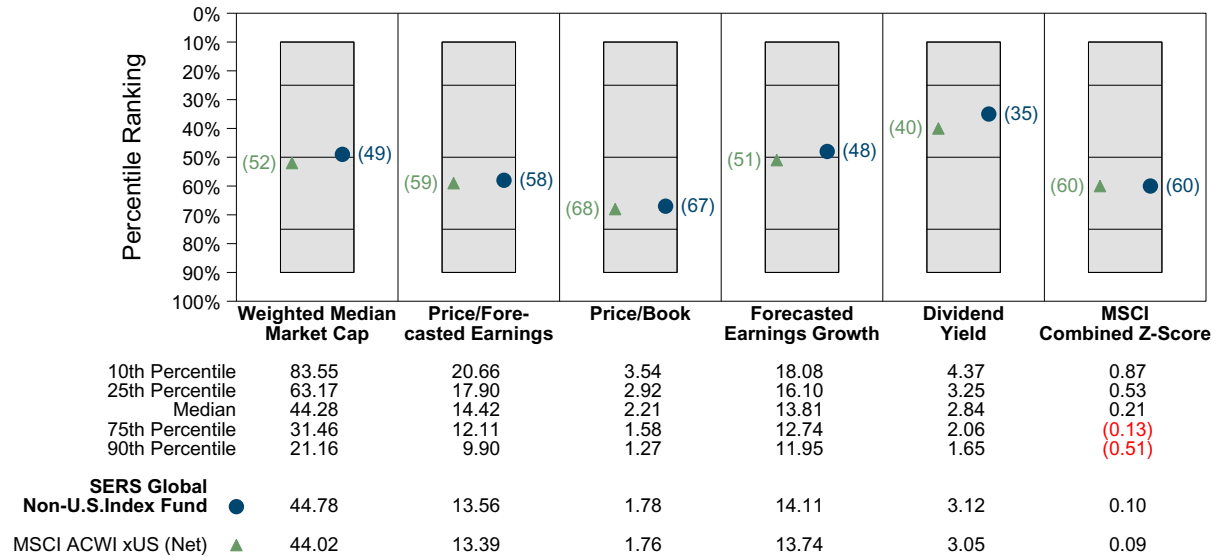 Percentile Ranking
0%
10%
20%
30%
40%
50%
60%
70%
80%
90%
100%
(52) (49)
(59) (58)
(68) (67)
(51) (48)
(40) (35)
(60) (60)
Weighted Median
Market Cap
Price/Fore-
casted Earnings
Price/Book
Forecasted
Earnings Growth
Dividend
Yield
MSCI
Combined Z-Score
10th Percentile 83.55 20.66 3.54 18.08 4.37 0.87
25th Percentile 63.17 17.90 2.92 16.10 3.25 0.53
Median 44.28 14.42 2.21 13.81 2.84 0.21
75th Percentile 31.46 12.11 1.58 12.74 2.06 (0.13)
90th Percentile 21.16 9.90 1.27 11.95 1.65 (0.51)
SERS Global
Non-U.S.Index Fund 44.78 13.56 1.78 14.11 3.12 0.10
MSCI ACWI xUS (Net) 44.02 13.39 1.76 13.74 3.05 0.09